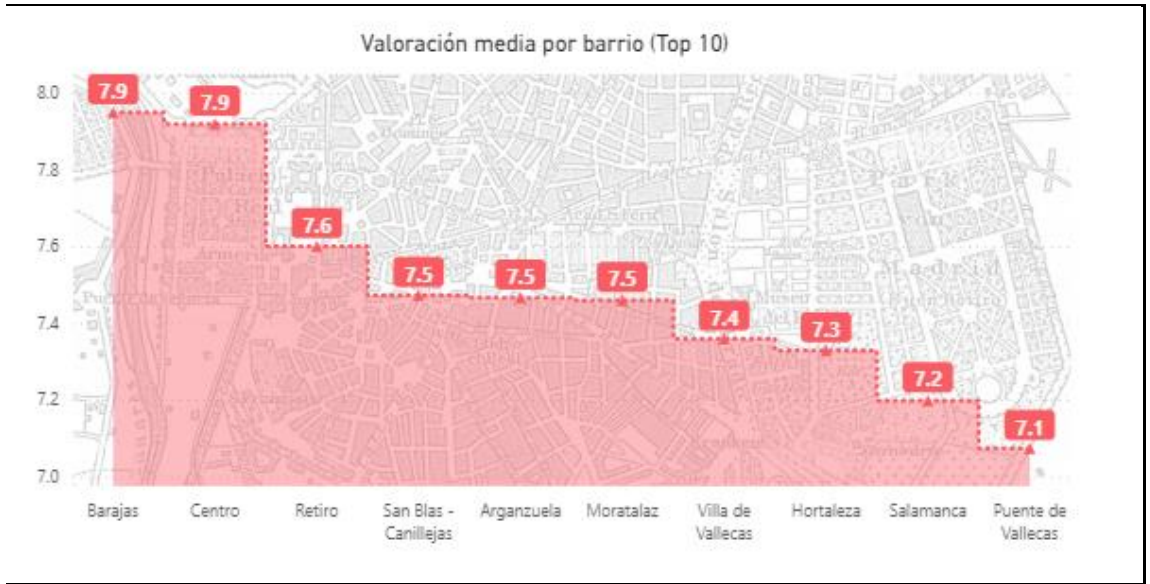 Valoración media por barrio (Top 10)
8.0
7.8
7.6
7.4
7.2
7.0
7.9
7.9
7.6
7.5
7.5
7.5
7.4
7.3
7.2
7.1
Barajas
Centro
Retiro
San Blas -
Canillejas
Arganzuela
Moratalaz
Villa de
Vallecas
Hortaleza
Salamanca
Puente de
Vallecas
Madrid